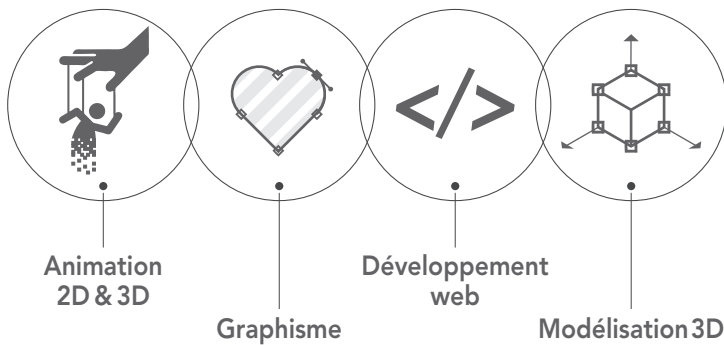 </>
Animation
2D & 3D
Graphisme
Développement
web
Modélisation 3D